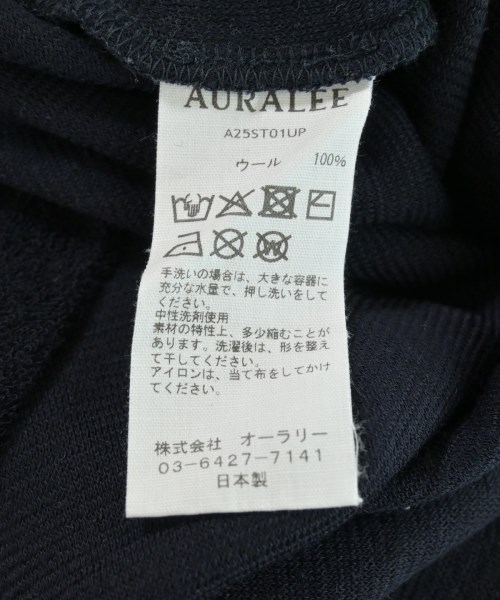 AURALEE
A25ST01UP
ウール 100%
手洗いの場合は、大きな容器に
充分な水量で、押し洗いをして
ください。
中性洗剤使用
素材の特性上、多少縮むことが
あります。洗濯後は、形を整え
て干してください。
アイロンは、当て布をしてかけ
てください。
株式会社 オーラリー
03-6427-7141
日本製